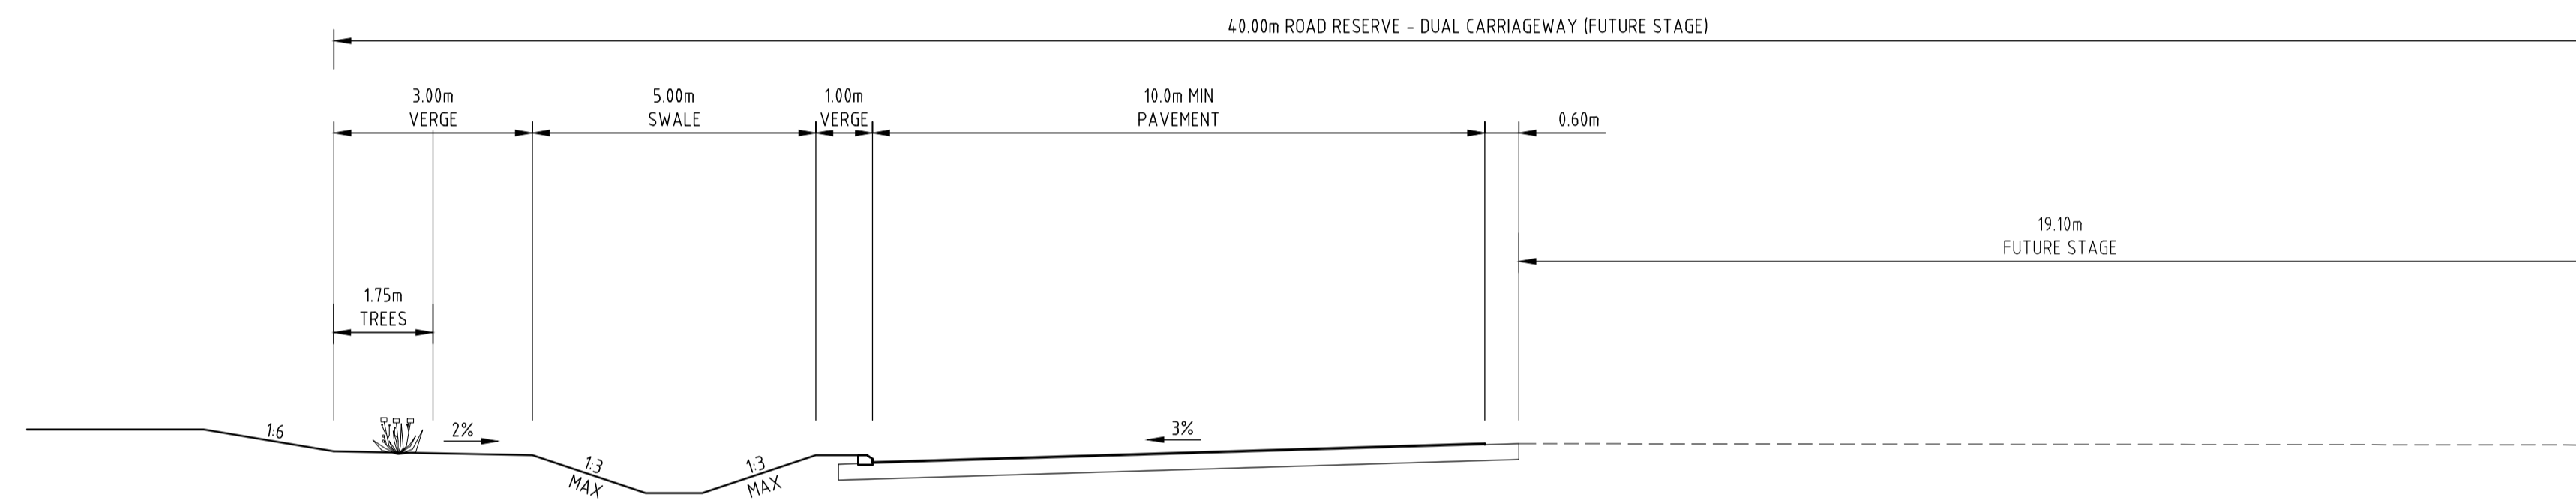 40.00m ROAD RESERVE - DUAL CARRIAGEWAY (FUTURE STAGE)
3.00m
VERGE
5.00m
SWALE
1.00m
VERGE
10.0m MIN
PAVEMENT
0.60m
19.10m
FUTURE STAGE
1.75m
TREES
1:6
2%
1:3
MAX
1:3
MAX
3%